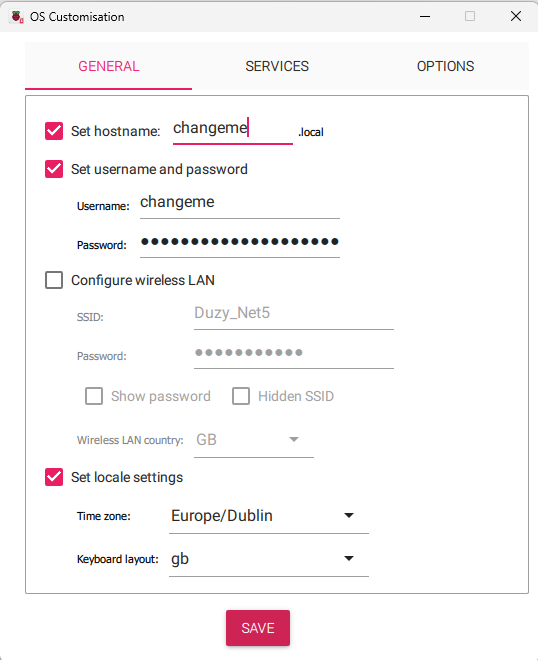 OS Customisation
GENERAL SERVICES OPTIONS
Set hostname: changeme .local
Set username and password
Username: changeme
Password: ••••••••••••••••••••
Configure wireless LAN
SSID: Duzy_Net5
Password: •••••••••••
Show password Hidden SSID
Wireless LAN country: GB
Set locale settings
Time zone: Europe/Dublin
Keyboard layout: gb
SAVE